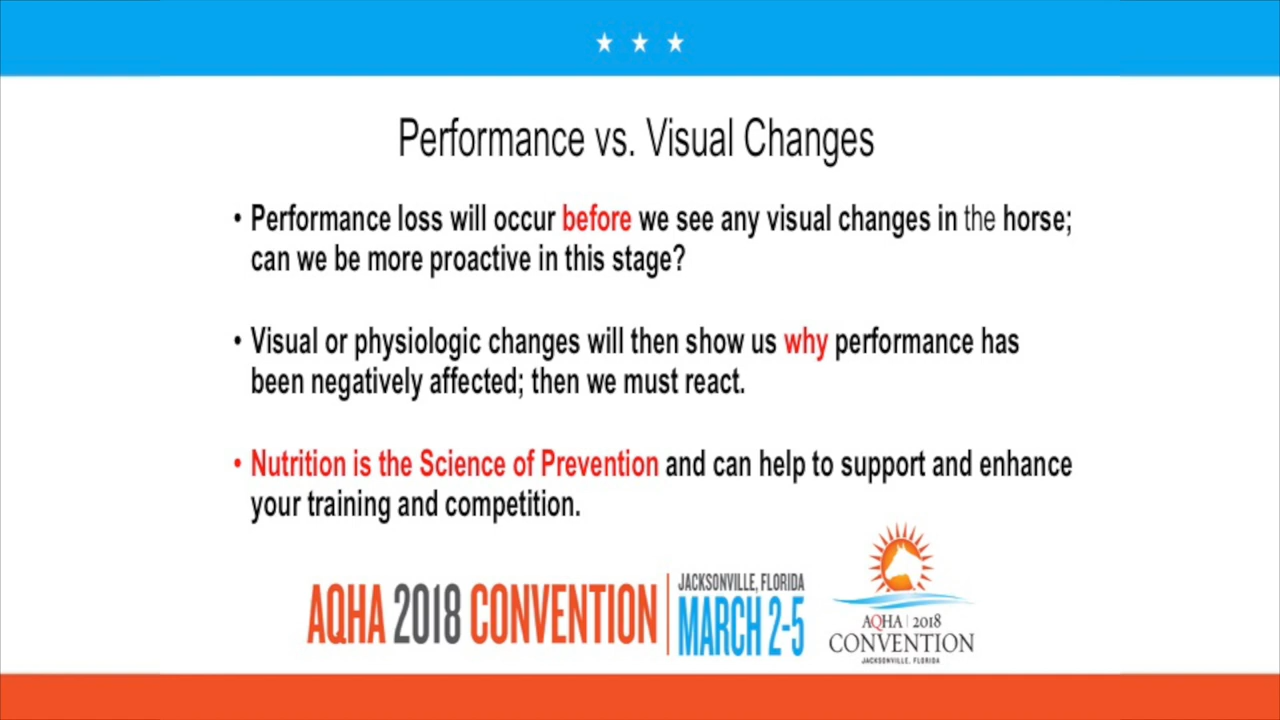 Performance vs. Visual Changes
• Performance loss will occur before we see any visual changes in the horse;
can we be more proactive in this stage?
• Visual or physiologic changes will then show us why performance has
been negatively affected; then we must react.
• Nutrition is the Science of Prevention and can help to support and enhance
your training and competition.
AQHA 2018 CONVENTION
JACKSONVILLE, FLORIDA
MARCH 2-5
AQHA | 2018
CONVENTION
JACKSONVILLE, FLORIDA